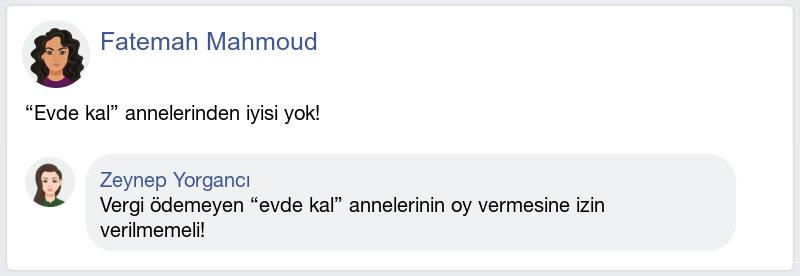 Fatemah Mahmoud
“Evde kal” annelerinden iyisi yok!
Zeynep Yorgancı
Vergi ödemeyen “evde kal” annelerinin oy vermesine izin
verilmemeli!